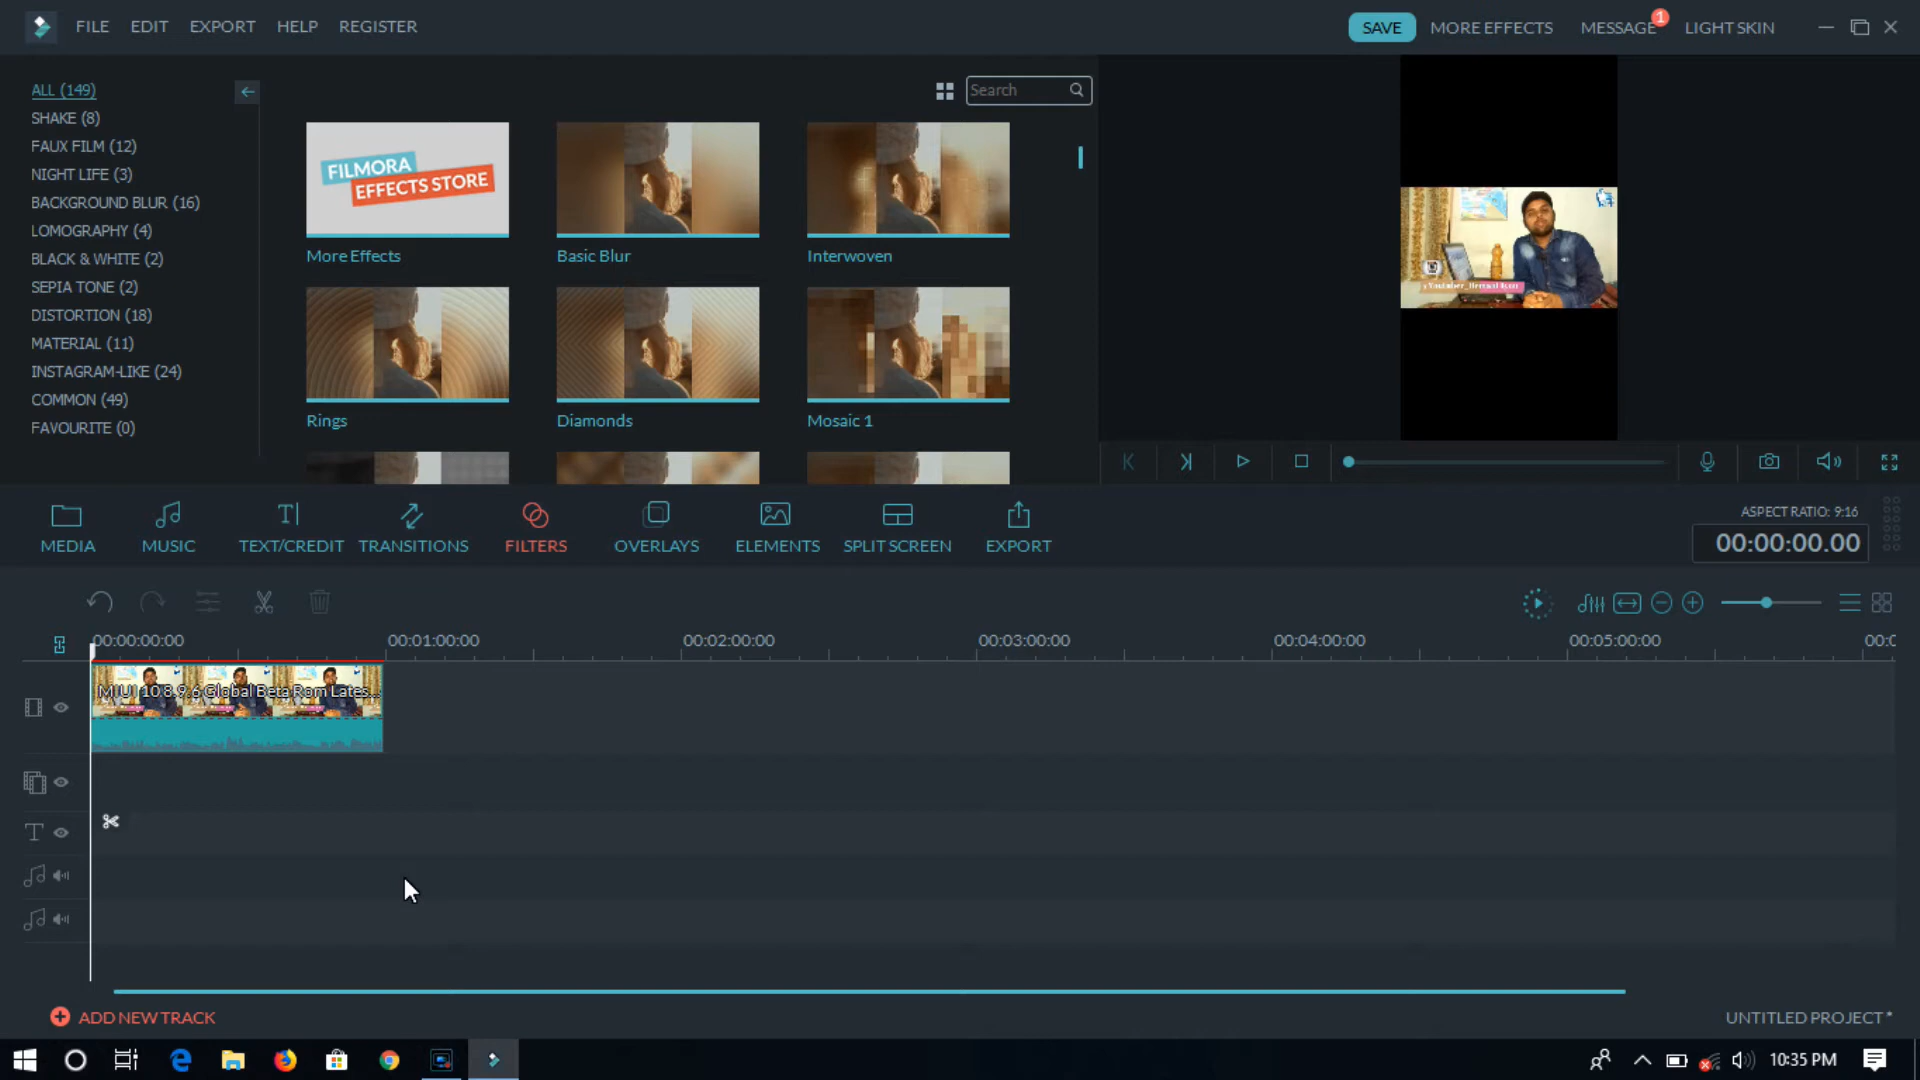 FILE EDIT EXPORT HELP REGISTER
SAVE MORE EFFECTS MESSAGE 1 LIGHT SKIN
ALL (149)
SHAKE (8)
FAUX FILM (12)
NIGHT LIFE (3)
BACKGROUND BLUR (16)
LOMOGRAPHY (4)
BLACK & WHITE (2)
SEPIA TONE (2)
DISTORTION (18)
MATERIAL (11)
INSTAGRAM-LIKE (24)
COMMON (49)
FAVOURITE (0)
Search
FILMORA
EFFECTS STORE
More Effects Basic Blur Interwoven
Rings Diamonds Mosaic 1
MEDIA MUSIC TEXT/CREDIT TRANSITIONS FILTERS OVERLAYS ELEMENTS SPLIT SCREEN EXPORT
ASPECT RATIO: 9:16
00:00:00.00
00:00:00:00 00:01:00:00 00:02:00:00 00:03:00:00 00:04:00:00 00:05:00:00 00:0
MIUI 10 8.9.6 Global Beta Rom Lates...
ADD NEW TRACK
UNTITLED PROJECT *
10:35 PM